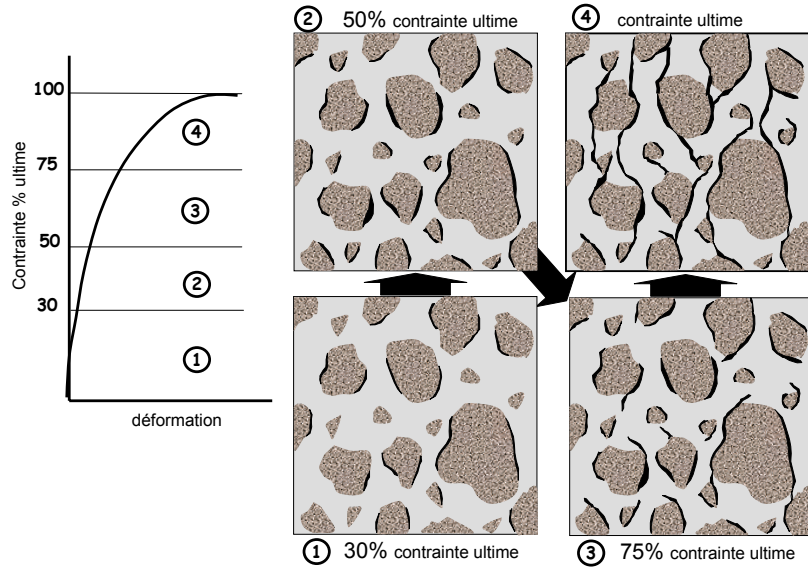 ② 50% contrainte ultime
④ contrainte ultime
100
④
75
③
50
②
30
①
Contrainte % ultime
déformation
① 30% contrainte ultime
③ 75% contrainte ultime